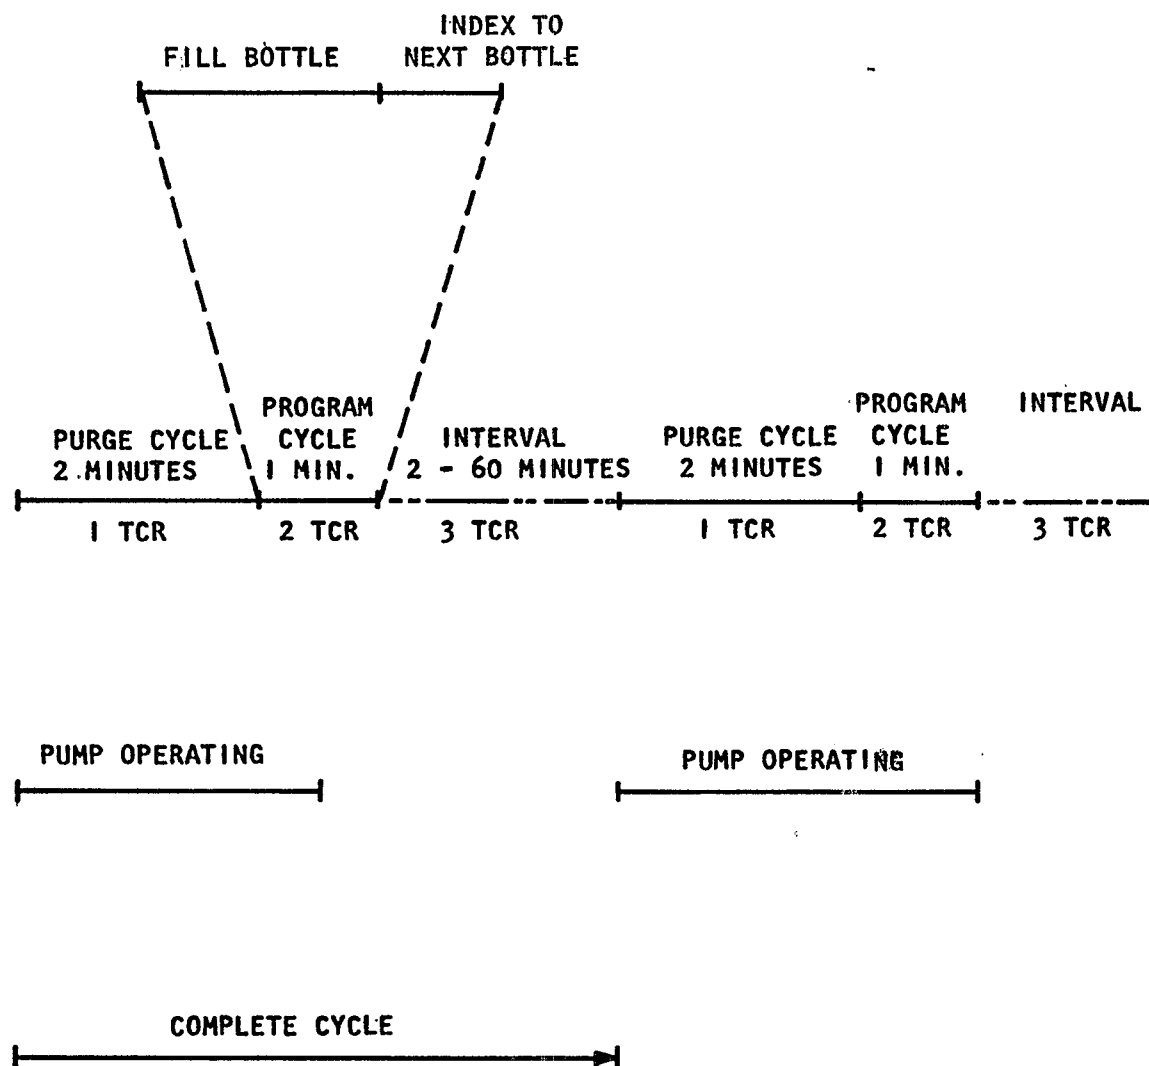 INDEX TO
FILL BOTTLE NEXT BOTTLE
PROGRAM PROGRAM INTERVAL
PURGE CYCLE CYCLE INTERVAL PURGE CYCLE CYCLE
2 MINUTES 1 MIN. 2 - 60 MINUTES 2 MINUTES 1 MIN.
1 TCR 2 TCR 3 TCR 1 TCR 2 TCR 3 TCR
PUMP OPERATING PUMP OPERATING
COMPLETE CYCLE